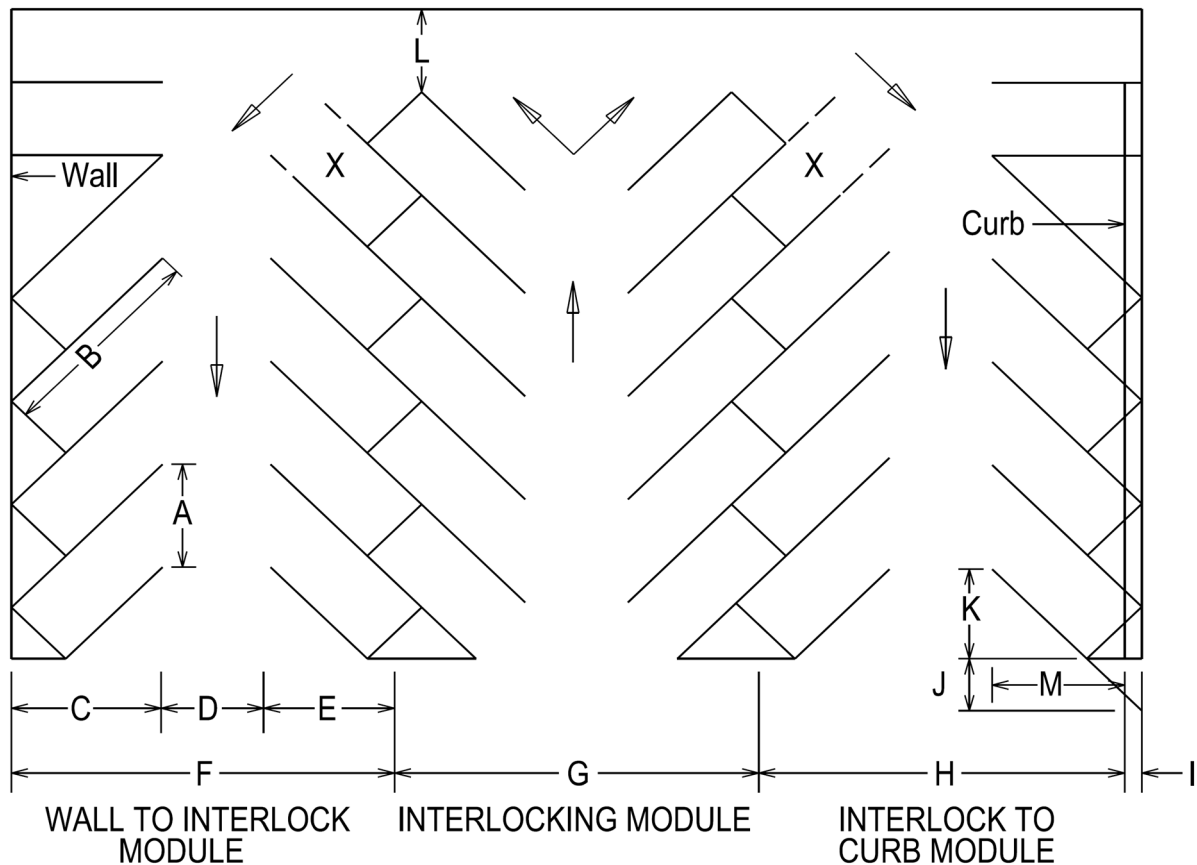 L
X
X
Wall
Curb
B
A
K
J
M
C
D
E
F
G
H
I
WALL TO INTERLOCK
MODULE
INTERLOCKING MODULE
INTERLOCK TO
CURB MODULE